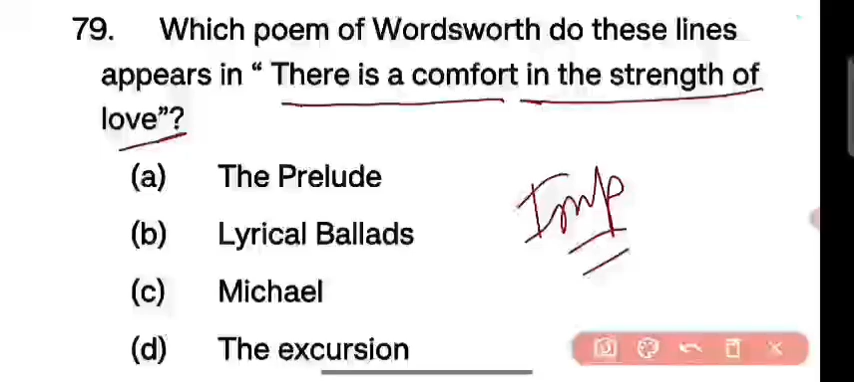 79. Which poem of Wordsworth do these lines
appears in “ There is a comfort in the strength of
love”?
(a) The Prelude
(b) Lyrical Ballads
Imp
(c) Michael
(d) The excursion